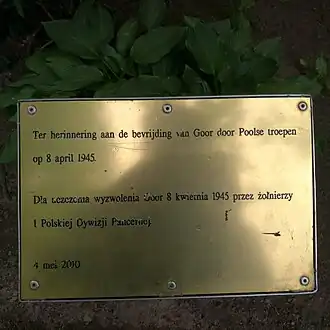 Ter herinnering aan de bevrijding van Goor door Poolse troepen
op 8 april 1945.
Dla uczczenia wyzwolenia Goor 8 kwietnia 1945 przez żołnierzy
1 Polskiej Dywizji Pancernej
4 mei 2010